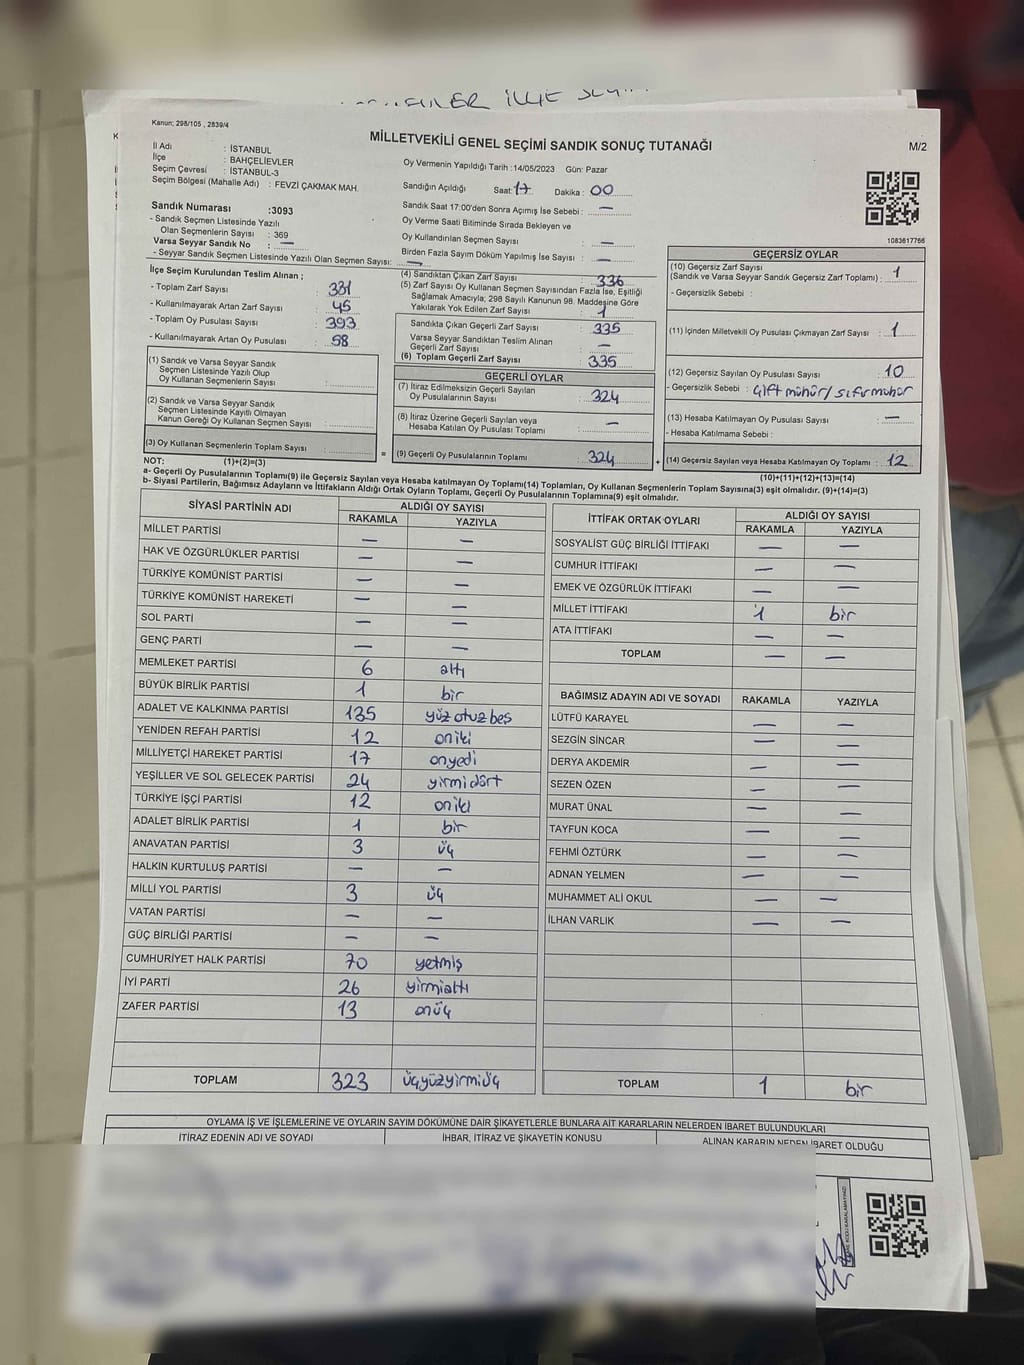 İLÇE
Kanun: 298/105 , 2839/4
MİLLETVEKİLİ GENEL SEÇİMİ SANDIK SONUÇ TUTANAĞI
M/2
İl Adı : İSTANBUL
İlçe : BAHÇELİEVLER
Seçim Çevresi : İSTANBUL-3
Seçim Bölgesi (Mahalle Adı) : FEVZİ ÇAKMAK MAH.
Oy Vermenin Yapıldığı Tarih :14/05/2023 Gün: Pazar
Sandığın Açıldığı Saat: 17 Dakika : 00
Sandık Saat 17:00'den Sonra Açımış İse Sebebi : —
Oy Verme Saati Bitiminde Sırada Bekleyen ve
Oy Kullandırılan Seçmen Sayısı : —
Birden Fazla Sayım Döküm Yapılmış İse Sayısı : —
Sandık Numarası :3093
- Sandık Seçmen Listesinde Yazılı
Olan Seçmenlerin Sayısı : 369
Varsa Seyyar Sandık No : —
- Seyyar Sandık Seçmen Listesinde Yazılı Olan Seçmen Sayısı: —
1083617766
İlçe Seçim Kurulundan Teslim Alınan ;
- Toplam Zarf Sayısı : 381
- Kullanılmayarak Artan Zarf Sayısı : 45
- Toplam Oy Pusulası Sayısı : 393
- Kullanılmayarak Artan Oy Pusulası : 58
(1) Sandık ve Varsa Seyyar Sandık
Seçmen Listesinde Yazılı Olup
Oy Kullanan Seçmenlerin Sayısı :
(2) Sandık ve Varsa Seyyar Sandık
Seçmen Listesinde Kayıtlı Olmayan
Kanun Gereği Oy Kullanan Seçmen Sayısı :
(3) Oy Kullanan Seçmenlerin Toplam Sayısı :
(4) Sandıktan Çıkan Zarf Sayısı : 336
(5) Zarf Sayısı Oy Kullanan Seçmen Sayısından Fazla İse, Eşitliği
Sağlamak Amacıyla; 298 Sayılı Kanunun 98. Maddesine Göre
Yakılarak Yok Edilen Zarf Sayısı : 1
Sandıkta Çıkan Geçerli Zarf Sayısı : 335
Varsa Seyyar Sandıktan Teslim Alınan
Geçerli Zarf Sayısı : —
(6) Toplam Geçerli Zarf Sayısı : 335
GEÇERLİ OYLAR
(7) İtiraz Edilmeksizin Geçerli Sayılan
Oy Pusulalarının Sayısı : 324
(8) İtiraz Üzerine Geçerli Sayılan veya
Hesaba Katılan Oy Pusulası Toplamı : —
= (9) Geçerli Oy Pusulalarının Toplamı : 324 +
GEÇERSİZ OYLAR
(10) Geçersiz Zarf Sayısı
(Sandık ve Varsa Seyyar Sandık Geçersiz Zarf Toplamı) : 1
- Geçersizlik Sebebi :
(11) İçinden Milletvekili Oy Pusulası Çıkmayan Zarf Sayısı : 1
(12) Geçersiz Sayılan Oy Pusulası Sayısı : 10
- Geçersizlik Sebebi : Çift mühür/sıfır mühür
(13) Hesaba Katılmayan Oy Pusulası Sayısı : —
- Hesaba Katılmama Sebebi :
(14) Geçersiz Sayılan veya Hesaba Katılmayan Oy Toplamı : 12
NOT: (1)+(2)=(3)
(10)+(11)+(12)+(13)=(14)
a- Geçerli Oy Pusulalarının Toplamı(9) ile Geçersiz Sayılan veya Hesaba katılmayan Oy Toplamı(14) Toplamları, Oy Kullanan Seçmenlerin Toplam Sayısına(3) eşit olmalıdır. (9)+(14)=(3)
b- Siyasi Partilerin, Bağımsız Adayların ve İttifakların Aldığı Ortak Oyların Toplamı, Geçerli Oy Pusulalarının Toplamına(9) eşit olmalıdır.
SİYASİ PARTİNİN ADI ALDIĞI OY SAYISI
RAKAMLA YAZIYLA
MİLLET PARTİSİ — —
HAK VE ÖZGÜRLÜKLER PARTİSİ — —
TÜRKİYE KOMÜNİST PARTİSİ — —
TÜRKİYE KOMÜNİST HAREKETİ — —
SOL PARTİ — —
GENÇ PARTİ — —
MEMLEKET PARTİSİ 6 altı
BÜYÜK BİRLİK PARTİSİ 1 bir
ADALET VE KALKINMA PARTİSİ 135 yüz otuz beş
YENİDEN REFAH PARTİSİ 12 oniki
MİLLİYETÇİ HAREKET PARTİSİ 17 onyedi
YEŞİLLER VE SOL GELECEK PARTİSİ 24 yirmi dört
TÜRKİYE İŞÇİ PARTİSİ 12 oniki
ADALET BİRLİK PARTİSİ 1 bir
ANAVATAN PARTİSİ 3 üç
HALKIN KURTULUŞ PARTİSİ — —
MİLLİ YOL PARTİSİ 3 üç
VATAN PARTİSİ — —
GÜÇ BİRLİĞİ PARTİSİ — —
CUMHURİYET HALK PARTİSİ 70 yetmiş
İYİ PARTİ 26 yirmialtı
ZAFER PARTİSİ 13 onüç
TOPLAM 323 üçyüzyirmiüç
İTTİFAK ORTAK OYLARI ALDIĞI OY SAYISI
RAKAMLA YAZIYLA
SOSYALİST GÜÇ BİRLİĞİ İTTİFAKI — —
CUMHUR İTTİFAKI — —
EMEK VE ÖZGÜRLÜK İTTİFAKI — —
MİLLET İTTİFAKI 1 bir
ATA İTTİFAKI — —
TOPLAM — —
BAĞIMSIZ ADAYIN ADI VE SOYADI RAKAMLA YAZIYLA
LÜTFÜ KARAYEL — —
SEZGİN SİNCAR — —
DERYA AKDEMİR — —
SEZEN ÖZEN — —
MURAT ÜNAL — —
TAYFUN KOCA — —
FEHMİ ÖZTÜRK — —
ADNAN YELMEN — —
MUHAMMET ALİ OKUL — —
İLHAN VARLIK — —
TOPLAM 1 bir
OYLAMA İŞ VE İŞLEMLERİNE VE OYLARIN SAYIM DÖKÜMÜNE DAİR ŞİKAYETLERLE BUNLARA AİT KARARLARIN NELERDEN İBARET BULUNDUKLARI
İTİRAZ EDENİN ADI VE SOYADI İHBAR, İTİRAZ VE ŞİKAYETİN KONUSU ALINAN KARARIN NEDEN İBARET OLDUĞU